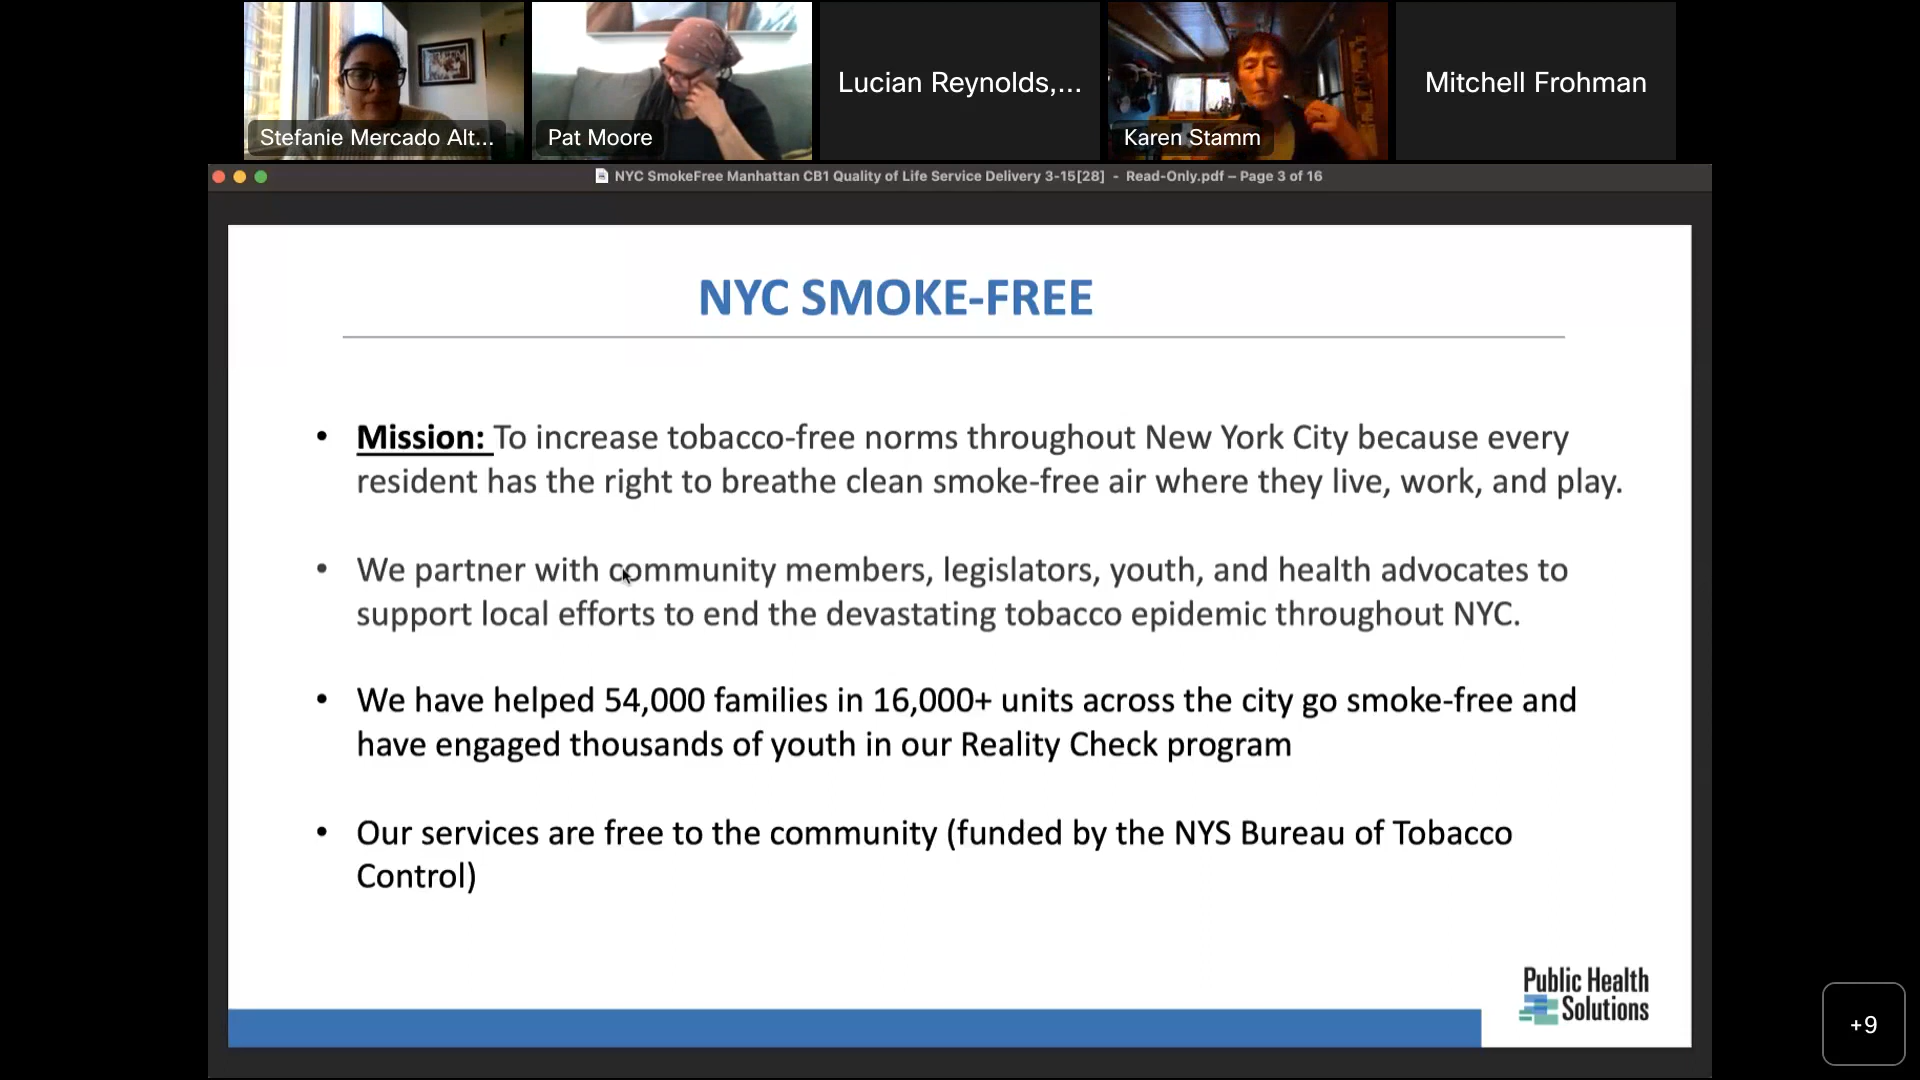 Stefanie Mercado Alt...
Pat Moore
Lucian Reynolds,...
Karen Stamm
Mitchell Frohman
NYC SmokeFree Manhattan CB1 Quality of Life Service Delivery 3-15[28] - Read-Only.pdf – Page 3 of 16
NYC SMOKE-FREE
• Mission: To increase tobacco-free norms throughout New York City because every
resident has the right to breathe clean smoke-free air where they live, work, and play.
• We partner with community members, legislators, youth, and health advocates to
support local efforts to end the devastating tobacco epidemic throughout NYC.
• We have helped 54,000 families in 16,000+ units across the city go smoke-free and
have engaged thousands of youth in our Reality Check program
• Our services are free to the community (funded by the NYS Bureau of Tobacco
Control)
Public Health
Solutions
+9